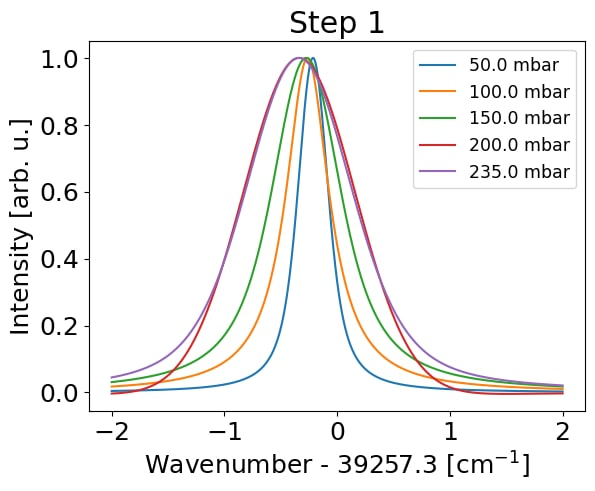 Step 1
1.0
0.8
0.6
0.4
0.2
0.0
Intensity [arb. u.]
50.0 mbar
100.0 mbar
150.0 mbar
200.0 mbar
235.0 mbar
−2 −1 0 1 2
Wavenumber - 39257.3 [cm⁻¹]